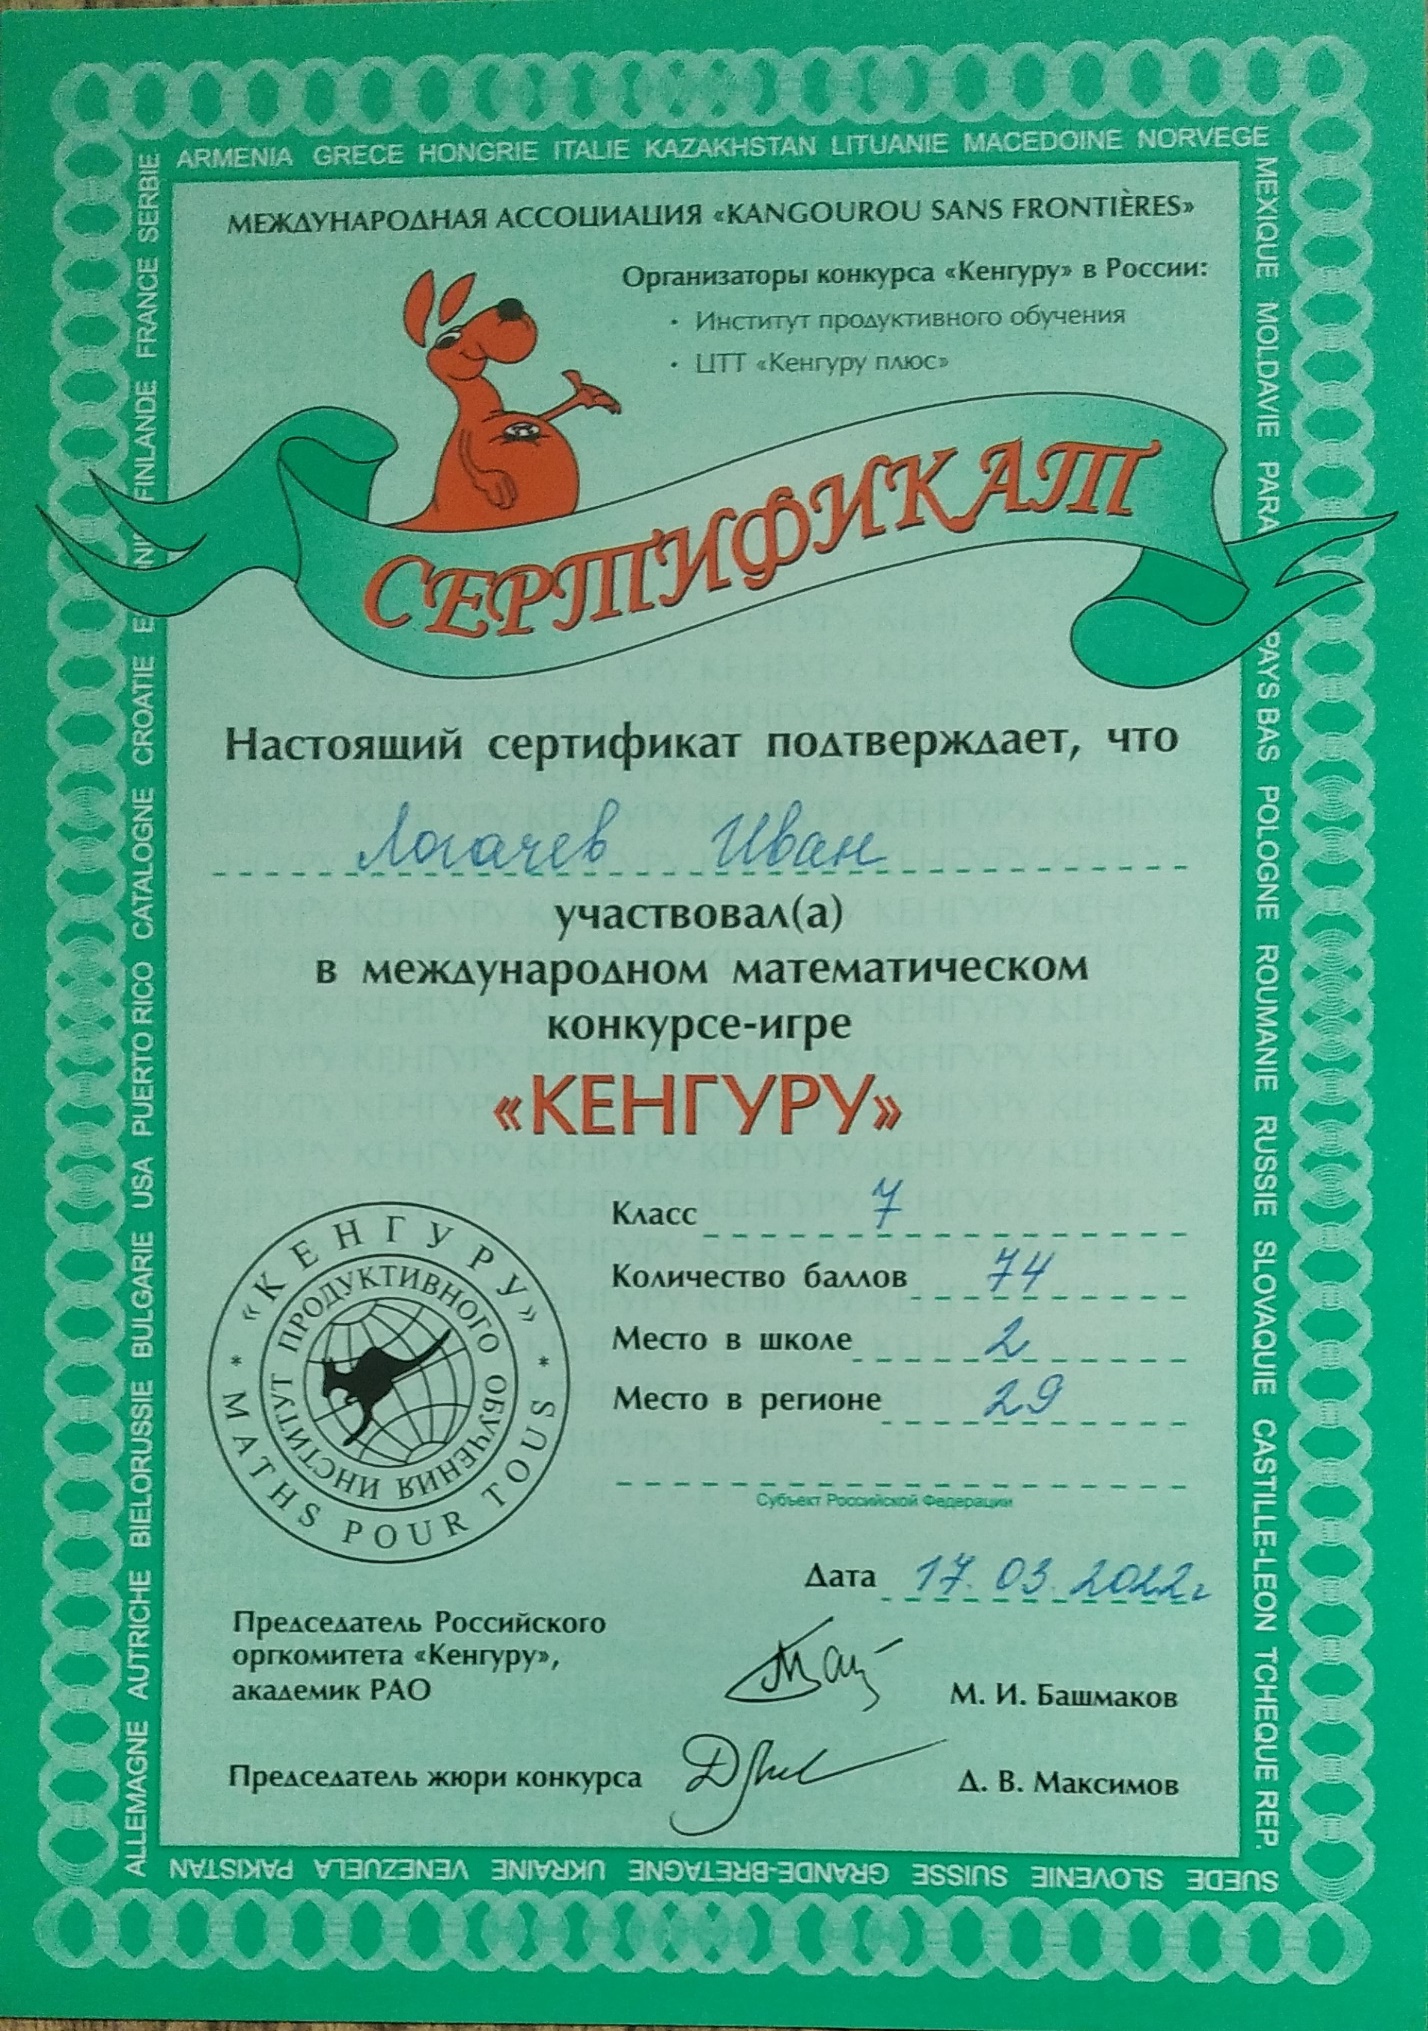 ARMENIA GRECE HONGRIE ITALIE KAZAKHSTAN LITUANIE MACEDOINE NORVEGE
МЕЖДУНАРОДНАЯ АССОЦИАЦИЯ «KANGOUROU SANS FRONTIÈRES»
Организаторы конкурса «Кенгуру» в России:
• Институт продуктивного обучения
• ЦТТ «Кенгуру плюс»
СЕРТИФИКАТ
Настоящий сертификат подтверждает, что
Логачев Иван
участвовал(а)
в международном математическом
конкурсе-игре
«КЕНГУРУ»
Класс 7
Количество баллов 74
Место в школе 2
Место в регионе 29
Субъект Российской Федерации
«КЕНГУРУ»
* MATHS POUR TOUS *
ИНСТИТУТ ПРОДУКТИВНОГО ОБУЧЕНИЯ
Дата 17.03.2022г
Председатель Российского
оргкомитета «Кенгуру»,
академик РАО
М. И. Башмаков
Председатель жюри конкурса
Д. В. Максимов
ALLEMAGNE AUTRICHE BIELORUSSIE BULGARIE USA PUERTO RICO CATALOGNE CROATIE FINLANDE FRANCE SERBIE
MEXIQUE MOLDAVIE PARA PAYS BAS POLOGNE ROUMANIE RUSSIE SLOVAQUIE CASTILLE-LEON TCHEQUE REP.
SUEDE SLOVENIE SUISSE GRANDE-BRETAGNE UKRAINE VENEZUELA PAKISTAN